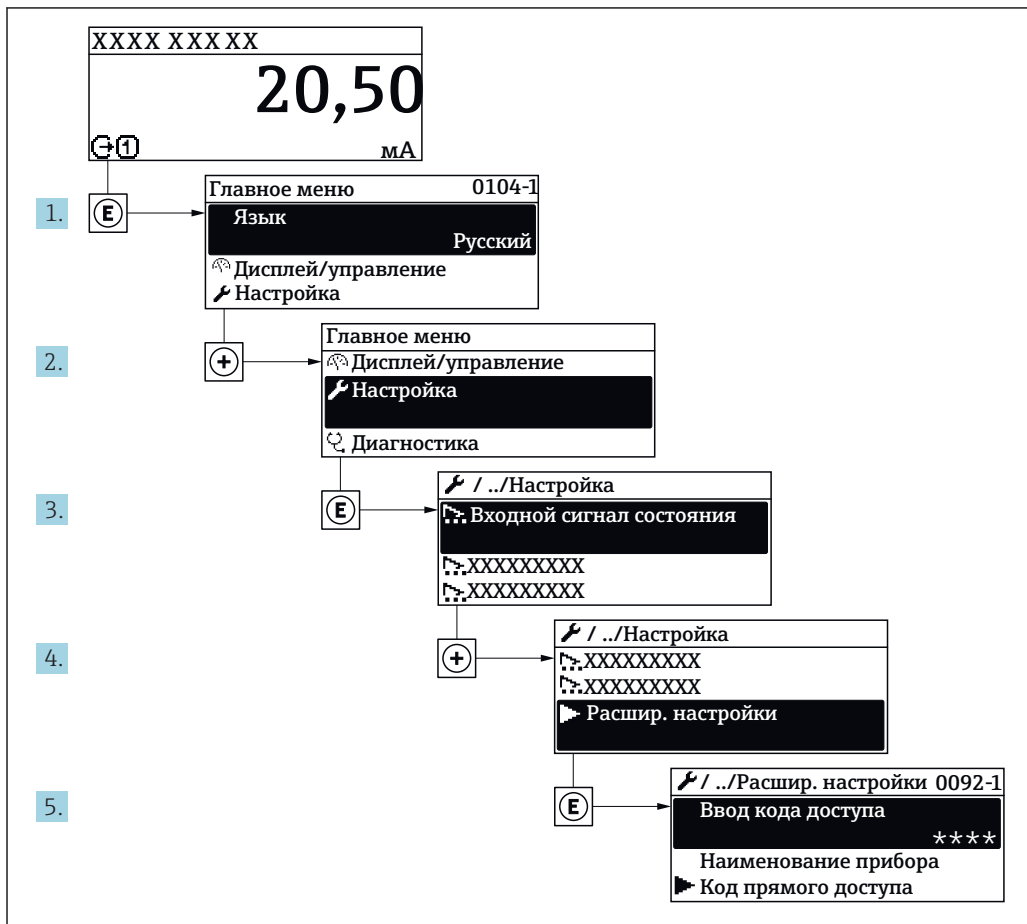 XXXX XXX XX
20,50
1 мА
1. E
Главное меню 0104-1
Язык
Русский
Дисплей/управление
Настройка
2. +
Главное меню
Дисплей/управление
Настройка
Диагностика
3. E
/ ../Настройка
Входной сигнал состояния
XXXXXXXXX
XXXXXXXXX
4. +
/ ../Настройка
XXXXXXXXX
XXXXXXXXX
Расшир. настройки
5. E
/ ../Расшир. настройки 0092-1
Ввод кода доступа
****
Наименование прибора
Код прямого доступа